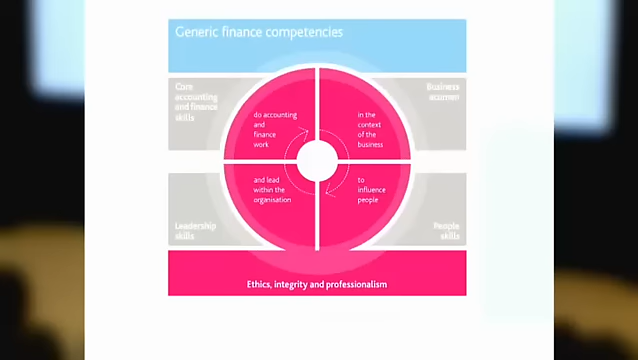 Generic finance competencies
Core
accounting
and finance
skills
Business
acumen
do accounting
and
finance
work
in the
context
of the
business
and lead
within the
organisation
to
influence
people
Leadership
skills
People
skills
Ethics, integrity and professionalism